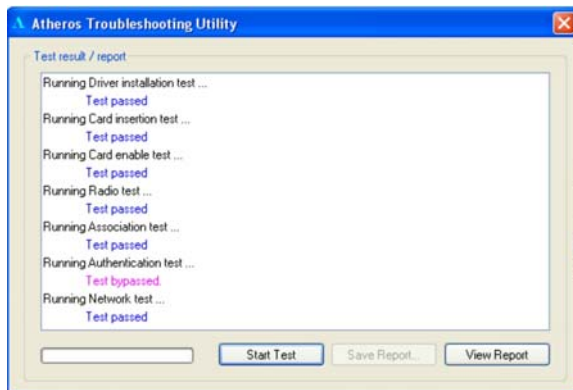 Atheros Troubleshooting Utility
Test result / report
Running Driver installation test ...
Test passed
Running Card insertion test ...
Test passed
Running Card enable test ...
Test passed
Running Radio test ...
Test passed
Running Association test ...
Test passed
Running Authentication test ...
Test bypassed.
Running Network test ...
Test passed
Start Test
Save Report...
View Report